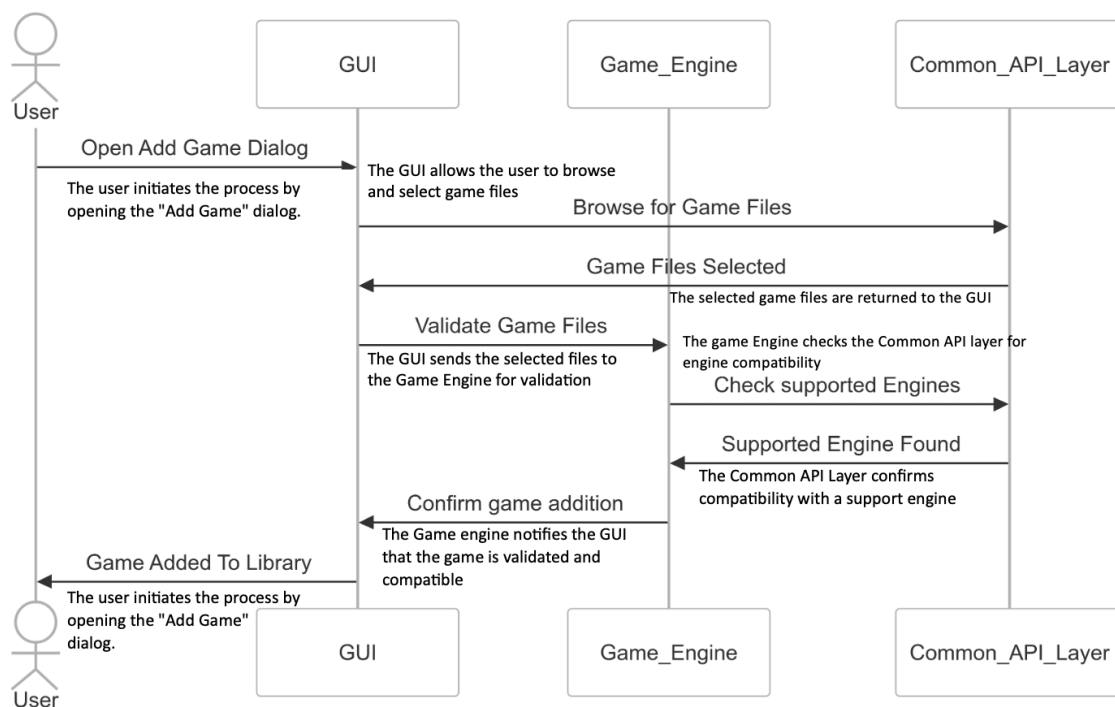 User
GUI
Game_Engine
Common_API_Layer
Open Add Game Dialog
The user initiates the process by
opening the "Add Game" dialog.
The GUI allows the user to browse
and select game files
Browse for Game Files
Game Files Selected
The selected game files are returned to the GUI
Validate Game Files
The GUI sends the selected files to
the Game Engine for validation
The game Engine checks the Common API layer for
engine compatibility
Check supported Engines
Supported Engine Found
The Common API Layer confirms
compatibility with a support engine
Confirm game addition
The Game engine notifies the GUI
that the game is validated and
compatible
Game Added To Library
The user initiates the process by
opening the "Add Game"
dialog.
User
GUI
Game_Engine
Common_API_Layer